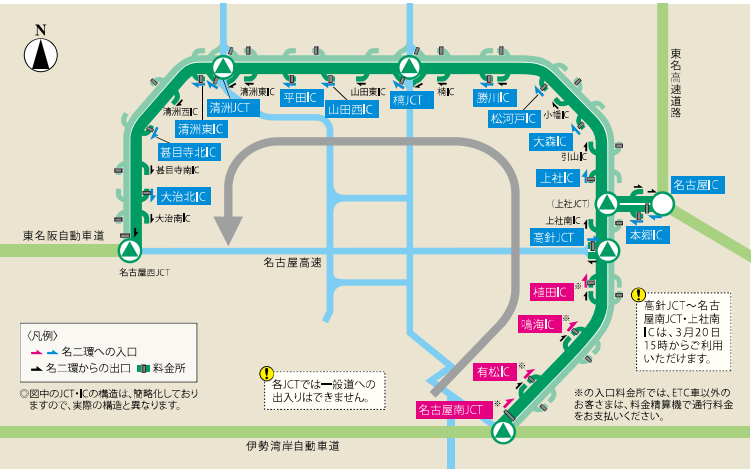 N
清洲東IC
平田IC
山田東IC
山田西IC
楠JCT
楠IC
勝川IC
松河戸IC
小幡IC
清洲西IC
清洲JCT
清洲東IC
甚目寺北IC
大森IC
引山IC
甚目寺南IC
上社IC
大治北IC
名古屋IC
(上社JCT)
大治南IC
上社南IC
本郷IC
高針JCT
東名高速道路
東名阪自動車道
名古屋西JCT
名古屋高速
植田IC※
鳴海IC※
有松IC※
名古屋南JCT※
高針JCT〜名古
屋南JCT・上社南
ICは、3月20日
15時からご利用
いただけます。
〈凡例〉
名二環への入口
名二環からの出口 料金所
◎図中のJCT・ICの構造は、簡略化しており
ますので、実際の構造と異なります。
各JCTでは一般道への
出入りはできません。
※の入口料金所では、ETC車以外の
お客さまは、料金精算機で通行料金
をお支払いください。
伊勢湾岸自動車道